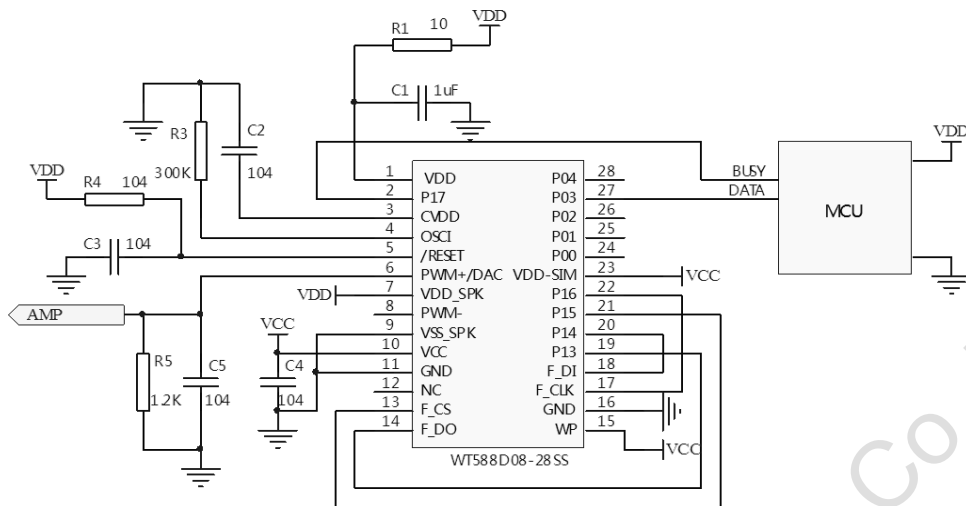 VDD
R1 10
C1 1uF
R3
300K
C2
104
VDD
R4 104
C3 104
AMP
R5
1.2K
C5
104
VDD
VCC
C4
104
1 VDD
2 P17
3 CVDD
4 OSCI
5 /RESET
6 PWM+/DAC
7 VDD_SPK
8 PWM-
9 VSS_SPK
10 VCC
11 GND
12 NC
13 F_CS
14 F_DO
P04 28
P03 27
P02 26
P01 25
P00 24
VDD-SIM 23
P16 22
P15 21
P14 20
P13 19
F_DI 18
F_CLK 17
GND 16
WP 15
WT588D08-28SS
VCC
VCC
BUSY
DATA
MCU
VDD
Co